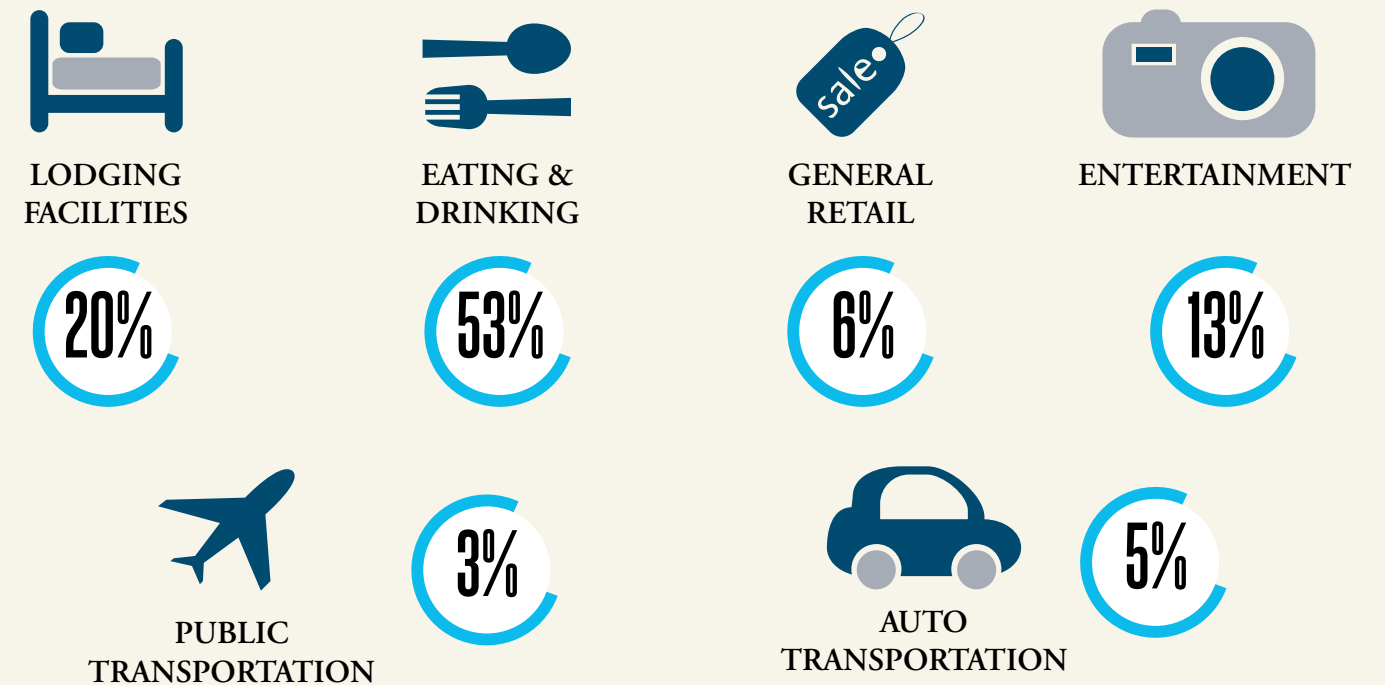 sale
LODGING
FACILITIES
EATING &
DRINKING
GENERAL
RETAIL
ENTERTAINMENT
20%
53%
6%
13%
PUBLIC
TRANSPORTATION
3%
AUTO
TRANSPORTATION
5%